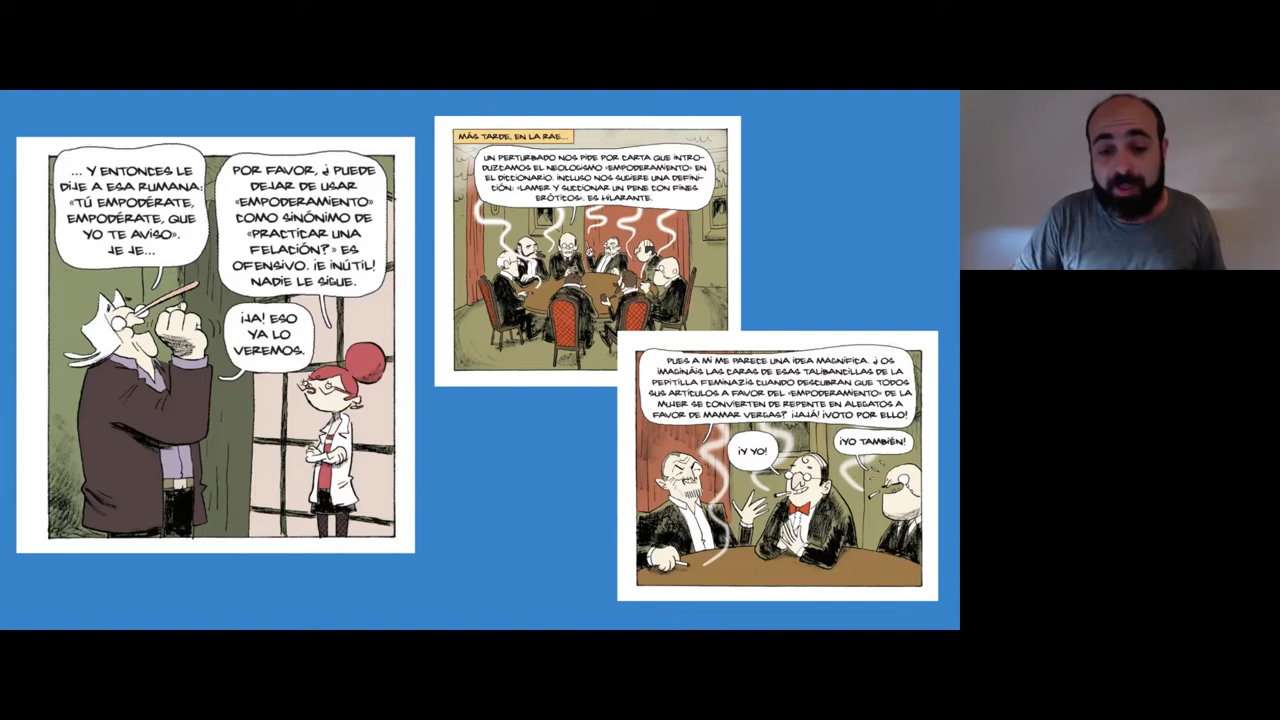 ... Y ENTONCES LE
DIJE A ESA RUMANA:
«TÚ EMPODÉRATE,
EMPODÉRATE, QUE
YO TE AVISO».
JE JE...
POR FAVOR, ¿PUEDE
DEJAR DE USAR
«EMPODERAMIENTO»
COMO SINÓNIMO DE
«PRACTICAR UNA
FELACIÓN?» ES
OFENSIVO. ¡E INÚTIL!
NADIE LE SIGUE.
¡JA! ESO
YA LO
VEREMOS.
MÁS TARDE, EN LA RAE...
UN PERTURBADO NOS PIDE POR CARTA QUE INTRO-
DUZCAMOS EL NEOLOGISMO «EMPODERAMIENTO» EN
EL DICCIONARIO. INCLUSO NOS SUGIERE UNA DEFINI-
CIÓN: «LAMER Y SUCCIONAR UN PENE CON FINES
ERÓTICOS». ES HILARANTE.
PUES A MÍ ME PARECE UNA IDEA MAGNÍFICA. ¿OS
IMAGINÁIS LAS CARAS DE ESAS TALIBANCILLAS DE LA
PEPITILLA FEMINAZIS CUANDO DESCUBRAN QUE TODOS
SUS ARTÍCULOS A FAVOR DEL «EMPODERAMIENTO» DE LA
MUJER SE CONVIERTEN DE REPENTE EN ALEGATOS A
FAVOR DE MAMAR VERGAS? ¡JAJÁ! ¡VOTO POR ELLO!
¡Y YO!
¡YO TAMBIÉN!